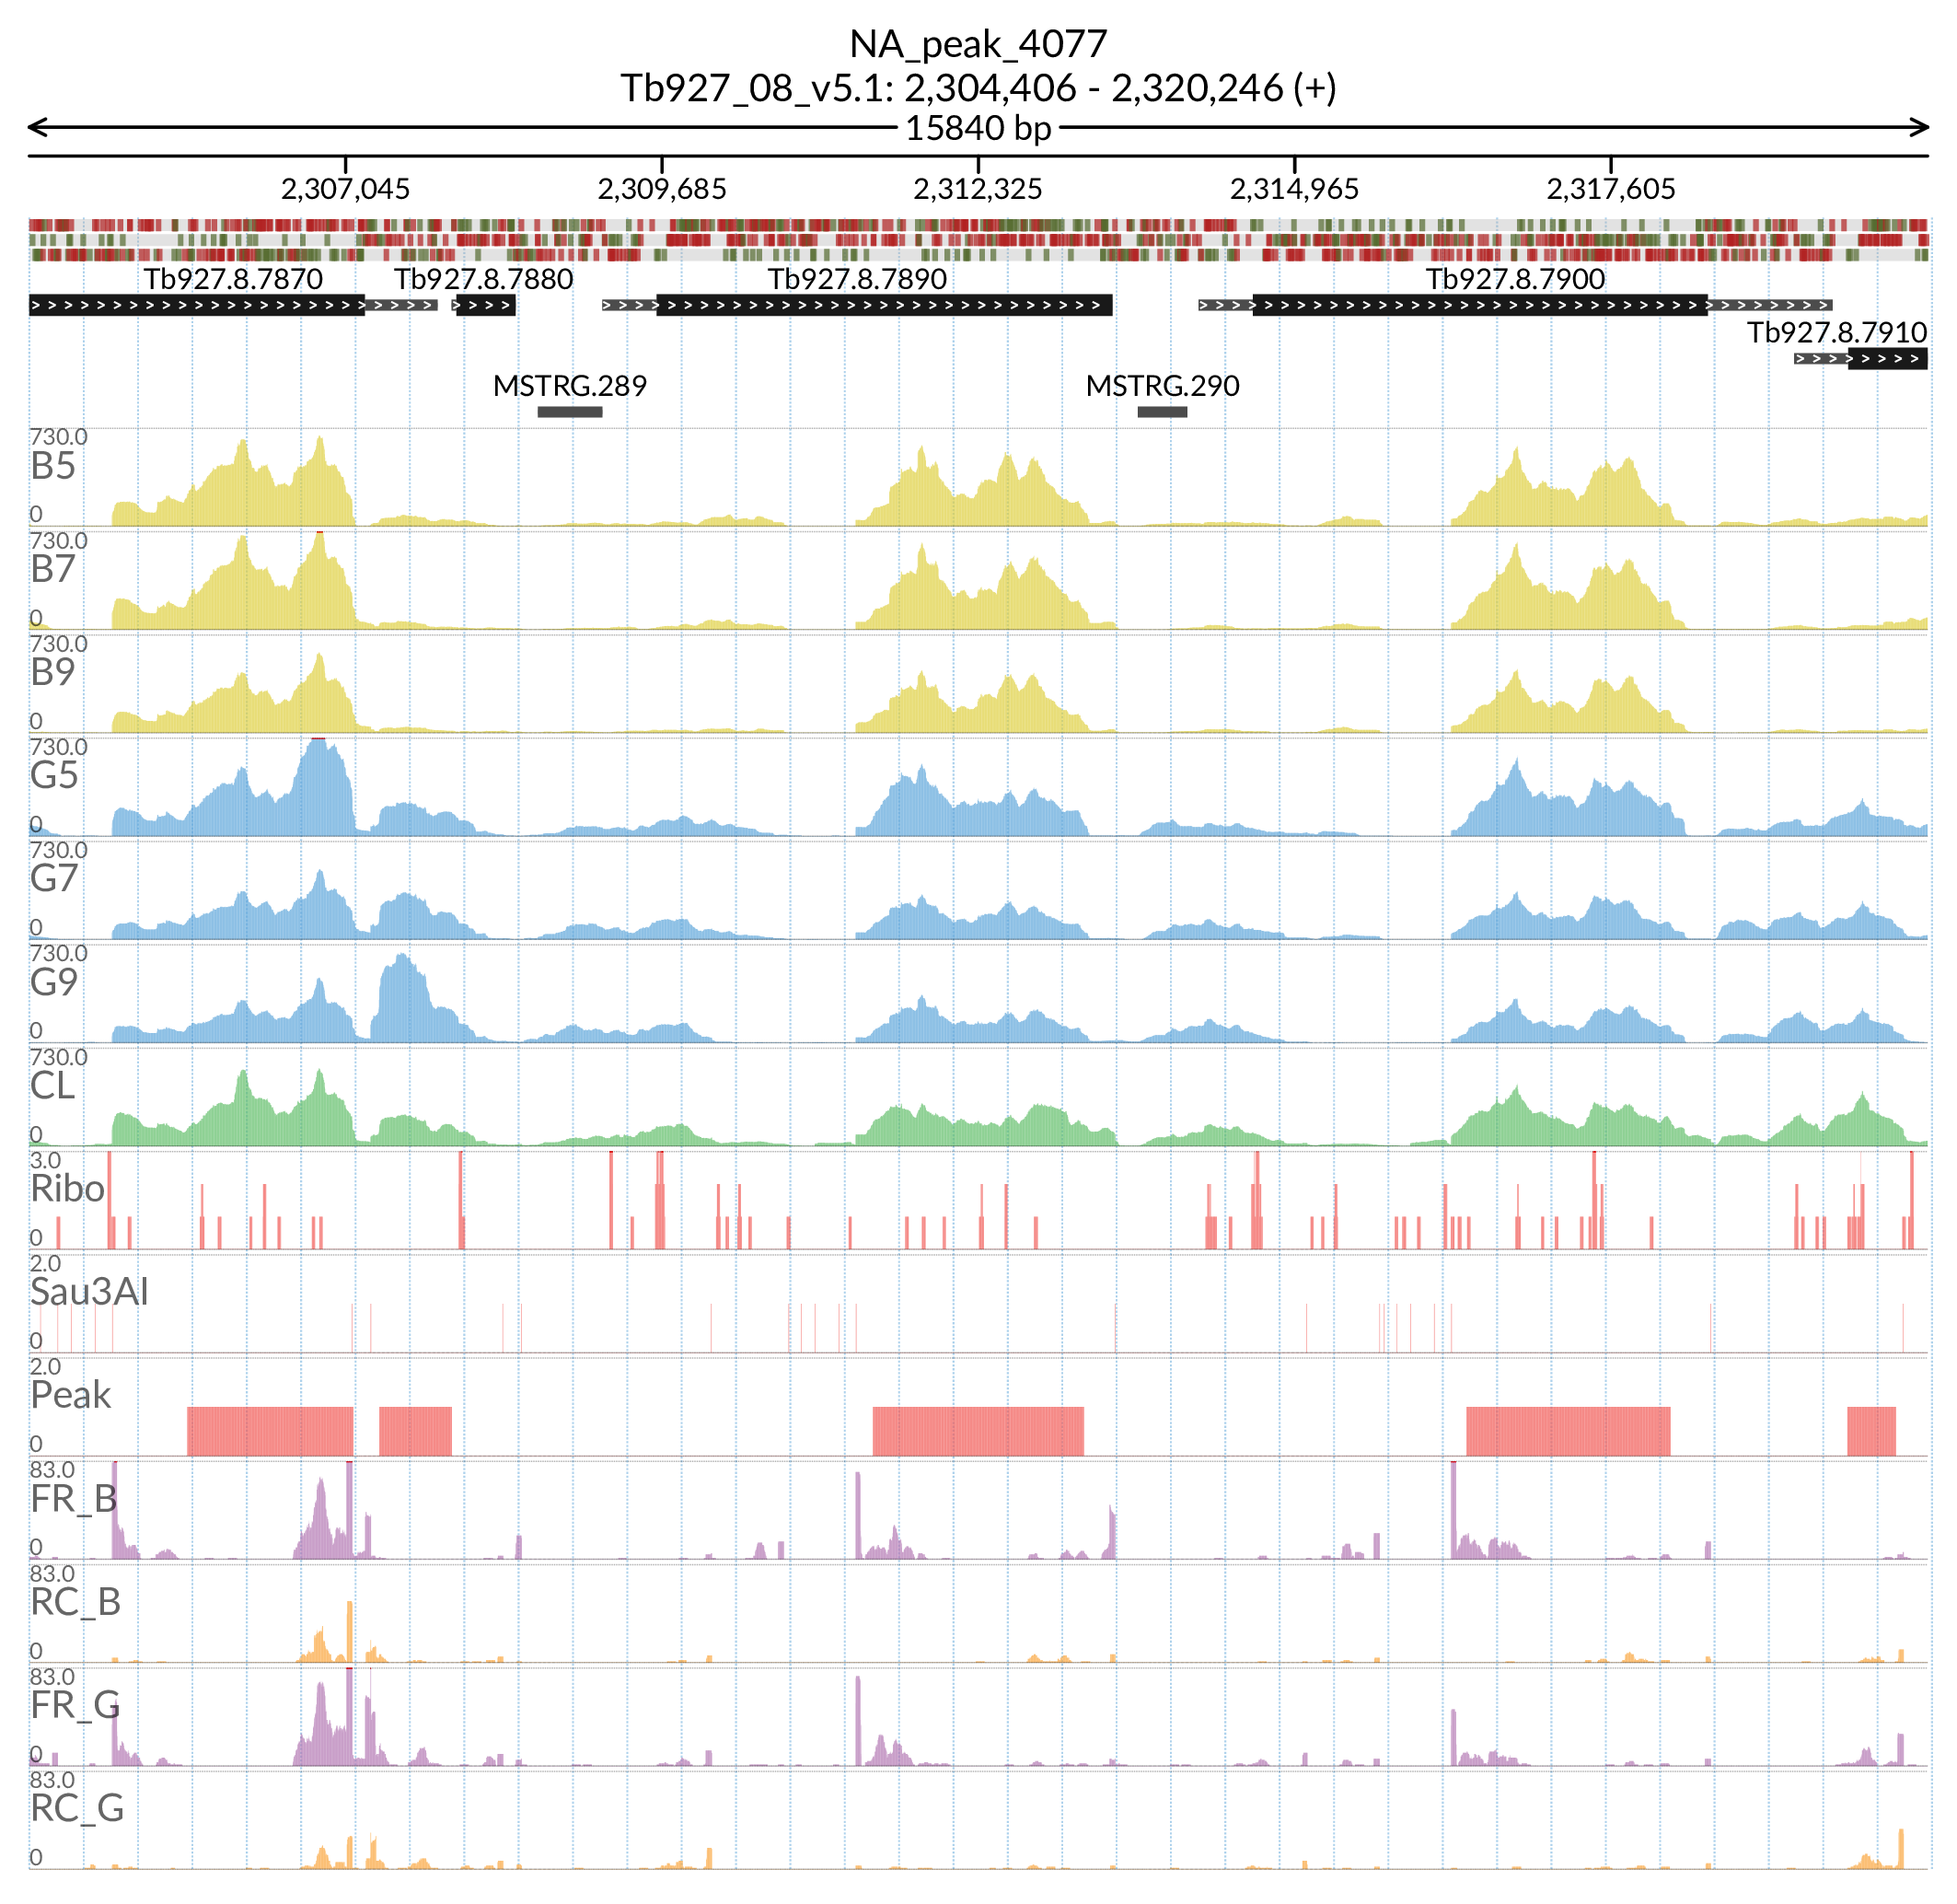 NA_peak_4077
Tb927_08_v5.1: 2,304,406 - 2,320,246 (+)
15840 bp
2,307,045 2,309,685 2,312,325 2,314,965 2,317,605
Tb927.8.7870 Tb927.8.7880 Tb927.8.7890 Tb927.8.7900
Tb927.8.7910
MSTRG.289 MSTRG.290
730.0
B5
0
730.0
B7
0
730.0
B9
0
730.0
G5
0
730.0
G7
0
730.0
G9
0
730.0
CL
0
3.0
Ribo
0
2.0
Sau3AI
0
2.0
Peak
0
83.0
FR_B
0
83.0
RC_B
0
83.0
FR_G
0
83.0
RC_G
0